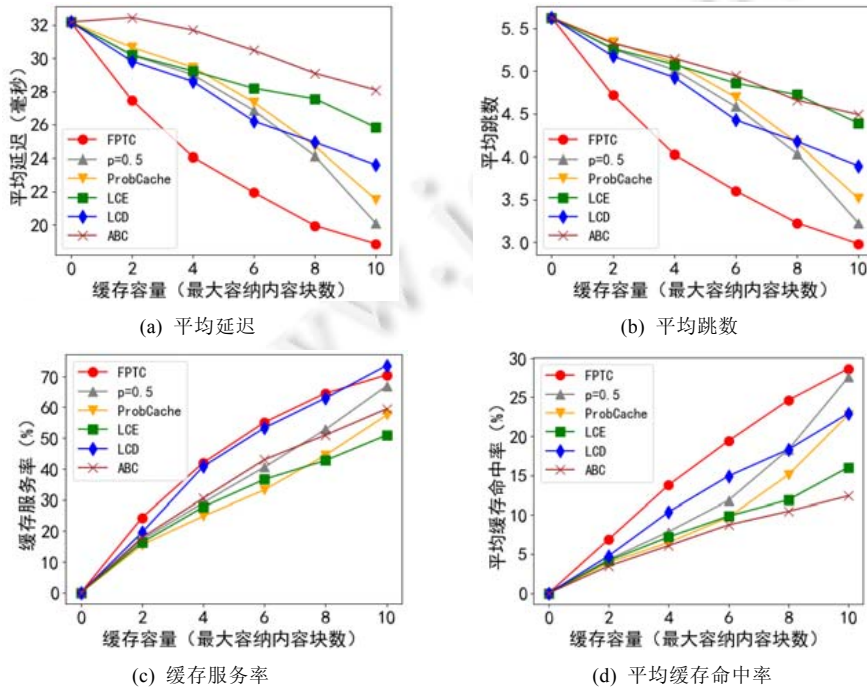 32
30
28
26
24
22
20
平均延迟（毫秒）
FPTC
p=0.5
ProbCache
LCE
LCD
ABC
0 2 4 6 8 10
缓存容量（最大容纳内容块数）
(a) 平均延迟
5.5
5.0
4.5
4.0
3.5
3.0
平均跳数
FPTC
p=0.5
ProbCache
LCE
LCD
ABC
0 2 4 6 8 10
缓存容量（最大容纳内容块数）
(b) 平均跳数
70
60
50
40
30
20
10
0
缓存服务率（%）
FPTC
p=0.5
ProbCache
LCE
LCD
ABC
0 2 4 6 8 10
缓存容量（最大容纳内容块数）
(c) 缓存服务率
30
25
20
15
10
5
0
平均缓存命中率（%）
FPTC
p=0.5
ProbCache
LCE
LCD
ABC
0 2 4 6 8 10
缓存容量（最大容纳内容块数）
(d) 平均缓存命中率